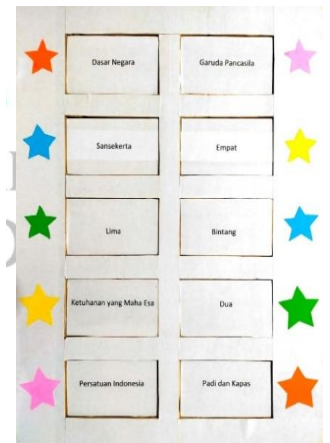 Dasar Negara
Garuda Pancasila
Sansekerta
Empat
Lima
Bintang
Ketuhanan yang Maha Esa
Dua
Persatuan Indonesia
Padi dan Kapas